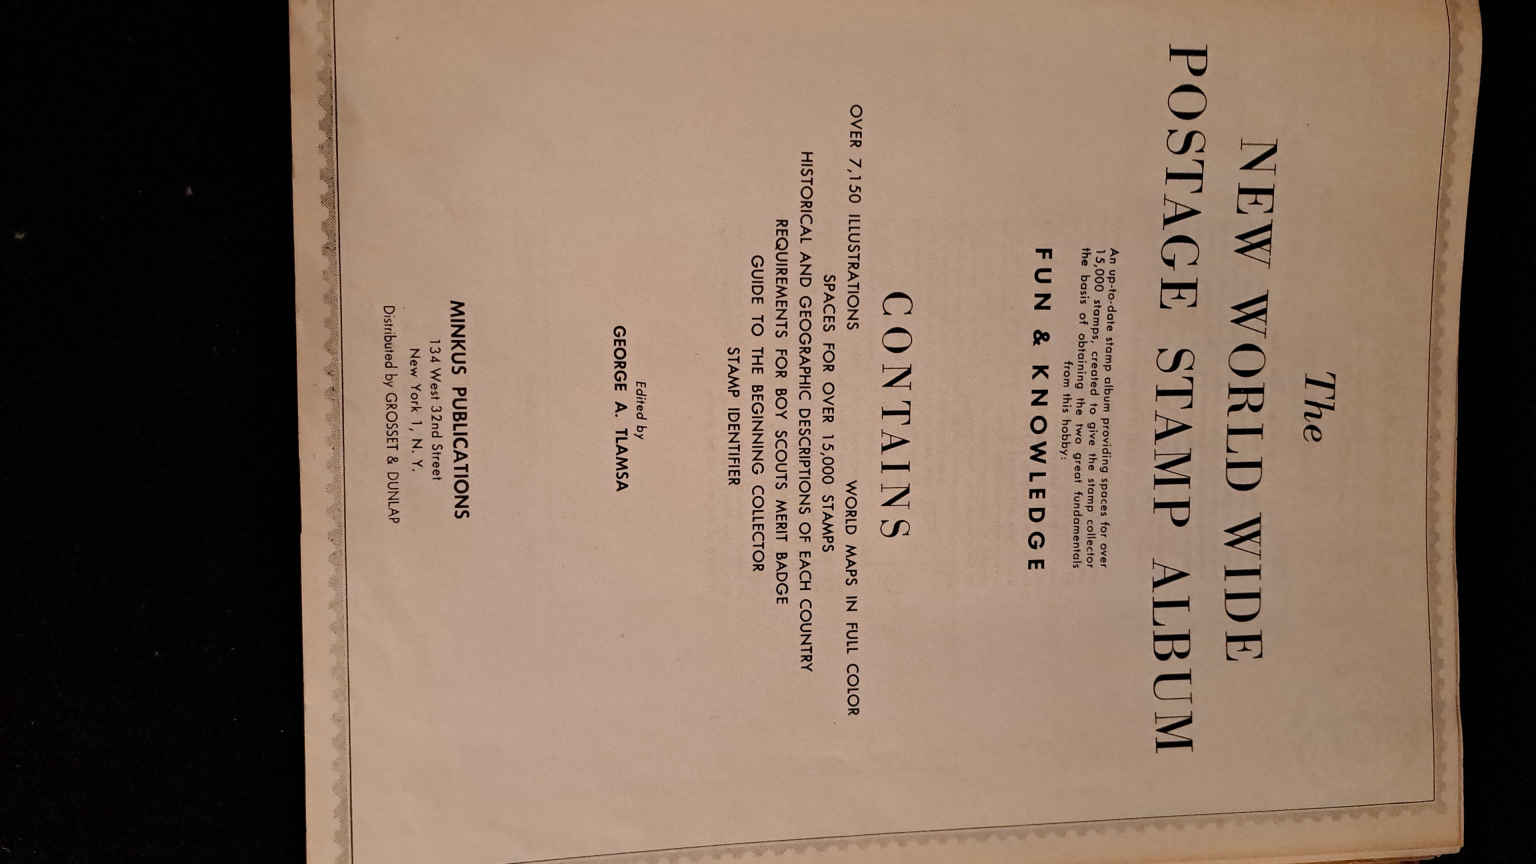 The
NEW WORLD WIDE
POSTAGE STAMP ALBUM
An up-to-date stamp album providing spaces for over
15,000 stamps, created to give the stamp collector
the basis of obtaining the two great fundamentals
from this hobby:
FUN & KNOWLEDGE
CONTAINS
OVER 7,150 ILLUSTRATIONS WORLD MAPS IN FULL COLOR
SPACES FOR OVER 15,000 STAMPS
HISTORICAL AND GEOGRAPHIC DESCRIPTIONS OF EACH COUNTRY
REQUIREMENTS FOR BOY SCOUTS MERIT BADGE
GUIDE TO THE BEGINNING COLLECTOR
STAMP IDENTIFIER
Edited by
GEORGE A. TLAMSA
MINKUS PUBLICATIONS
134 West 32nd Street
New York 1, N. Y.
Distributed by GROSSET & DUNLAP